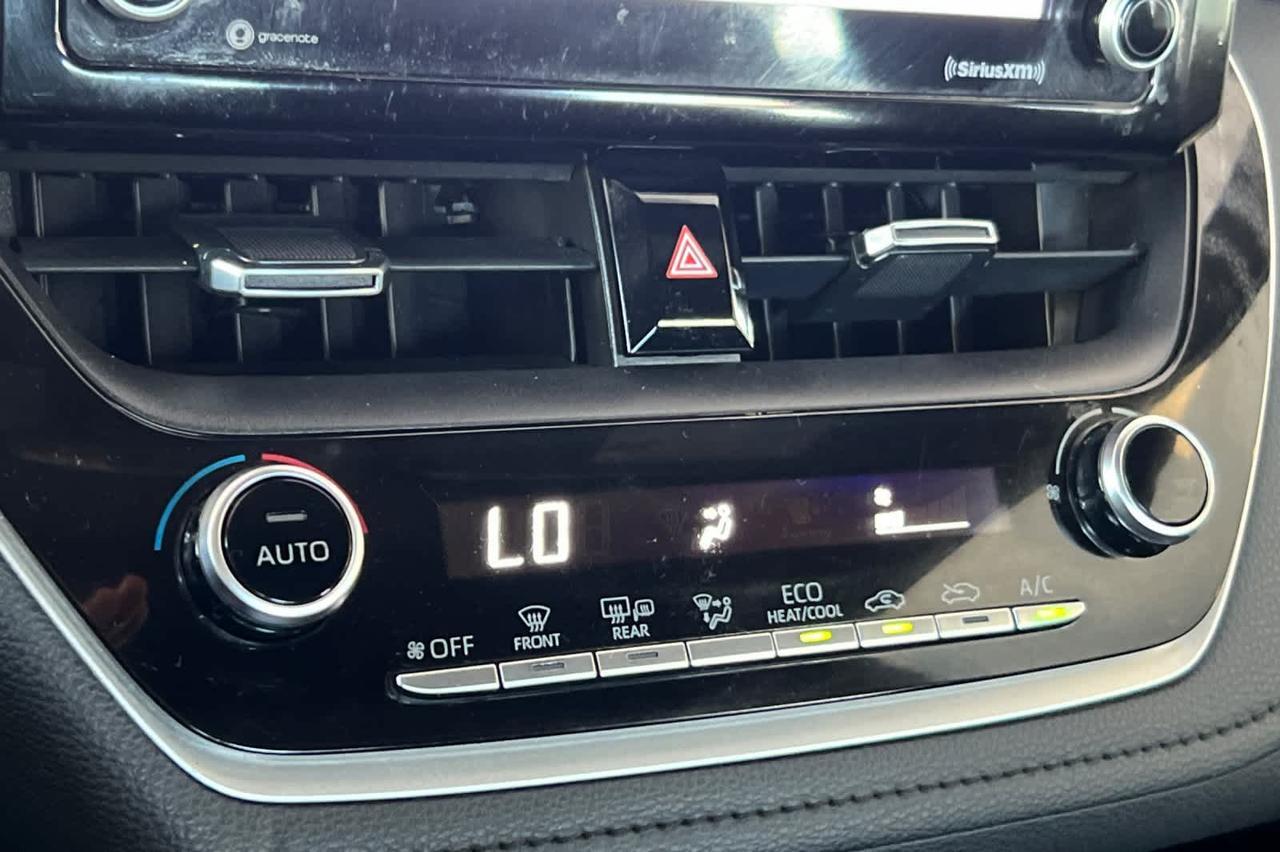 gracenote
SiriusXM
AUTO
LO
OFF
FRONT
REAR
ECO
HEAT/COOL
A/C